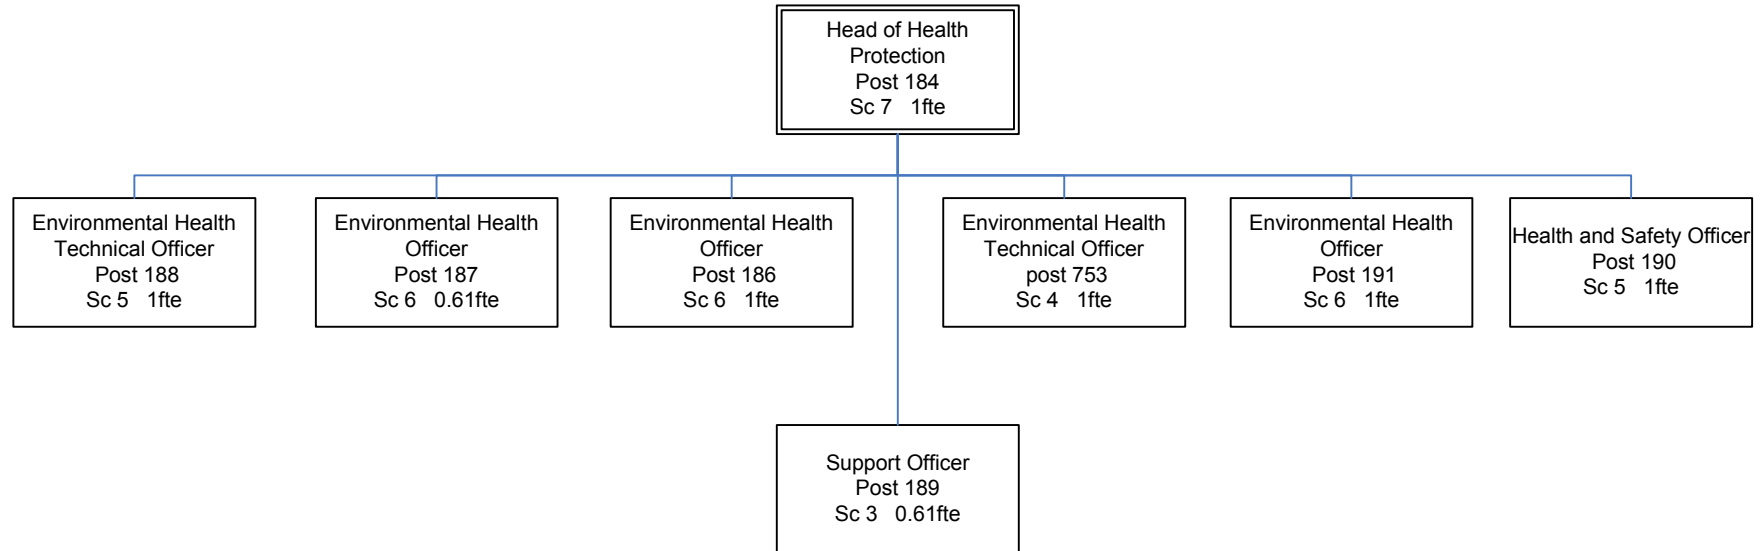 Head of Health
Protection
Post 184
Sc 7   1fte
Environmental Health
Technical Officer
Post 188
Sc 5   1fte
Environmental Health
Officer
Post 187
Sc 6   0.61fte
Environmental Health
Officer
Post 186
Sc 6   1fte
Environmental Health
Technical Officer
post 753
Sc 4   1fte
Environmental Health
Officer
Post 191
Sc 6   1fte
Health and Safety Officer
Post 190
Sc 5   1fte
Support Officer
Post 189
Sc 3   0.61fte